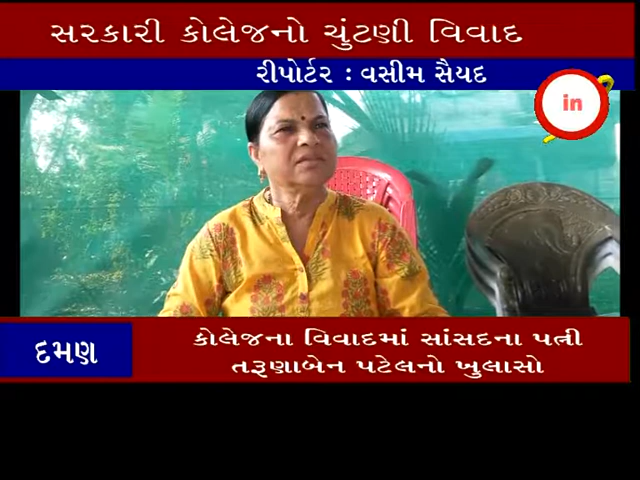 સરકારી કોલેજનો ચુંટણી વિવાદ
રીપોર્ટર : વસીમ સૈયદ
in
દમણ
કોલેજના વિવાદમાં સાંસદના પત્ની
તરૂણાબેન પટેલનો ખુલાસો